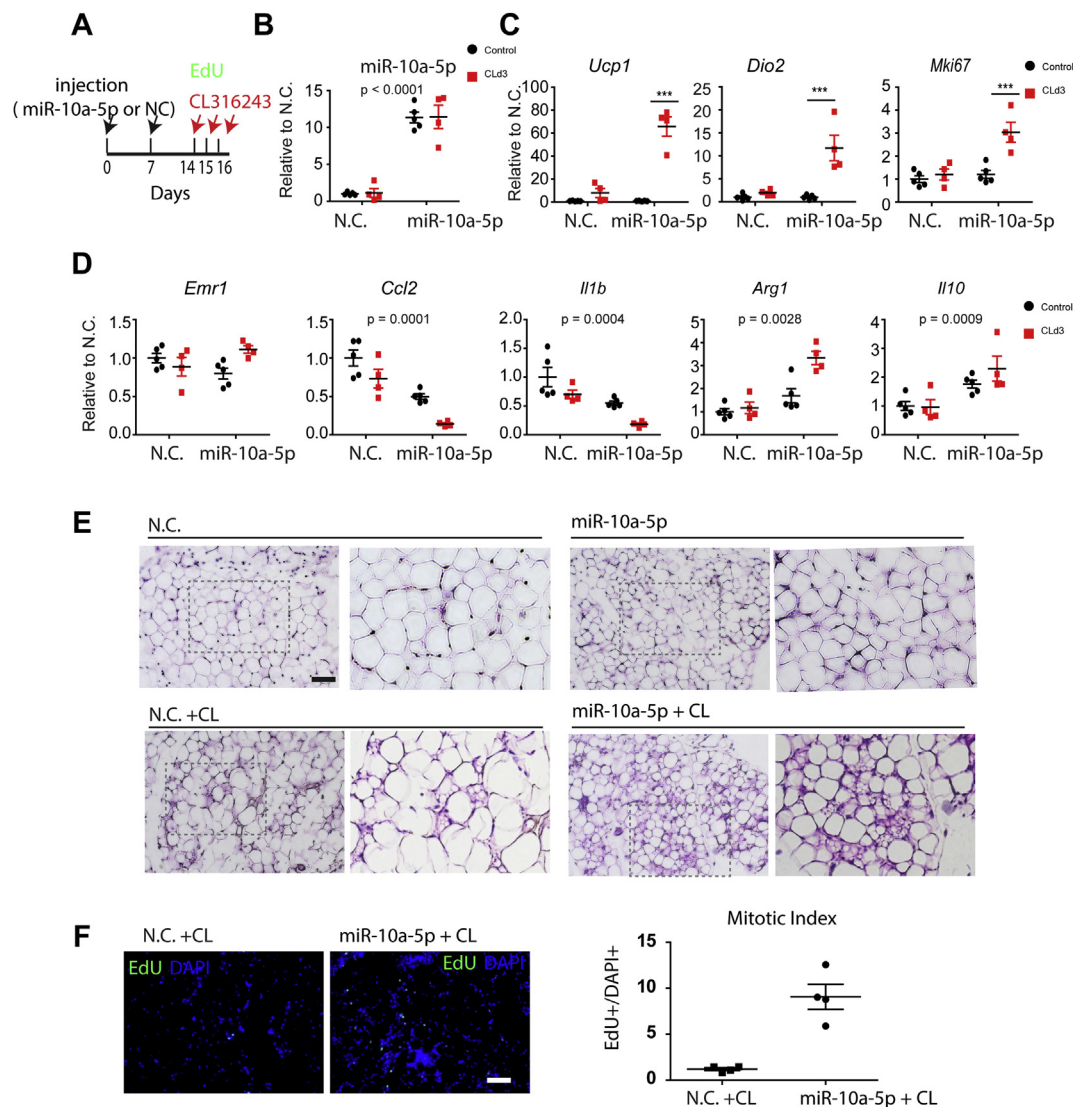 A
EdU
injection
( miR-10a-5p or NC)
CL316243
0
7
14 15 16
Days
B
Control
CLd3
miR-10a-5p
p < 0.0001
Relative to N.C.
15
10
5
0
N.C.
miR-10a-5p
C
Control
CLd3
Ucp1
***
Relative to N.C.
100
80
60
40
20
0
N.C.
miR-10a-5p
Dio2
***
25
20
15
10
5
0
N.C.
miR-10a-5p
Mki67
***
5
4
3
2
1
0
N.C.
miR-10a-5p
D
Emr1
Relative to N.C.
1.5
1.0
0.5
0.0
N.C.
miR-10a-5p
Ccl2
p = 0.0001
1.5
1.0
0.5
0.0
N.C.
miR-10a-5p
Il1b
p = 0.0004
2.0
1.5
1.0
0.5
0.0
N.C.
miR-10a-5p
Arg1
p = 0.0028
5
4
3
2
1
0
N.C.
miR-10a-5p
Il10
p = 0.0009
4
3
2
1
0
N.C.
miR-10a-5p
Control
CLd3
E
N.C.
miR-10a-5p
N.C. +CL
miR-10a-5p + CL
F
N.C. +CL
EdU DAPI
miR-10a-5p + CL
EdU DAPI
Mitotic Index
EdU+/DAPI+
15
10
5
0
N.C. +CL
miR-10a-5p + CL